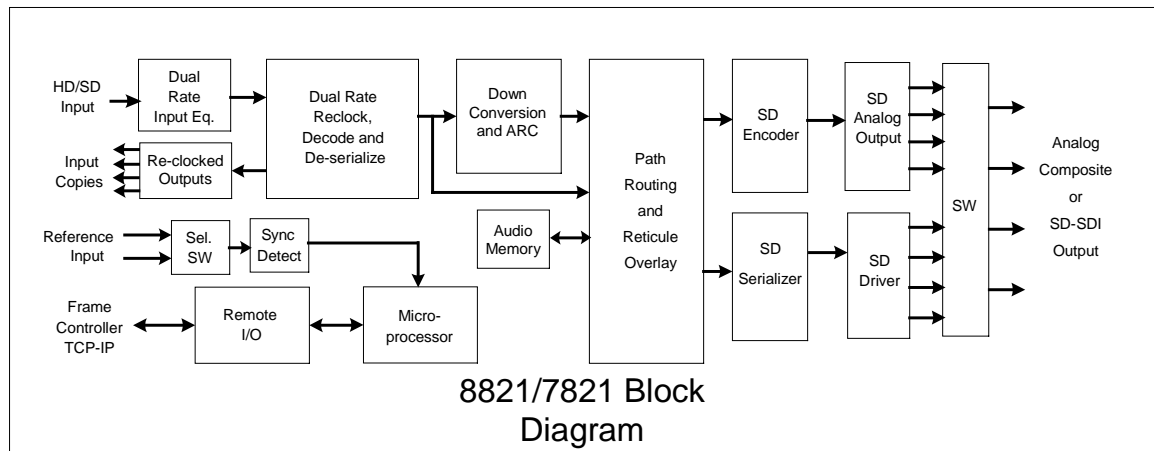 HD/SD
Input
Dual
Rate
Input Eq.
Dual Rate
Reclock,
Decode and
De-serialize
Down
Conversion
and ARC
Path
Routing
and
Reticule
Overlay
SD
Encoder
SD
Analog
Output
SW
Analog
Composite
or
SD-SDI
Output
Input
Copies
Re-clocked
Outputs
Reference
Input
Sel.
SW
Sync
Detect
Audio
Memory
SD
Serializer
SD
Driver
Frame
Controller
TCP-IP
Remote
I/O
Micro-
processor
8821/7821 Block
Diagram